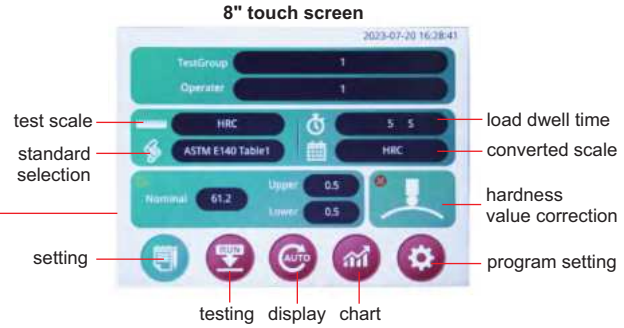 8" touch screen
2023-07-20 16:28:41
TestGroup 1
Operater 1
test scale HRC 5 5 load dwell time
standard selection ASTM E140 Table1 HRC converted scale
Upper 0.5
Nominal 61.2
Lower 0.5
hardness
value correction
setting RUN AUTO program setting
testing display chart